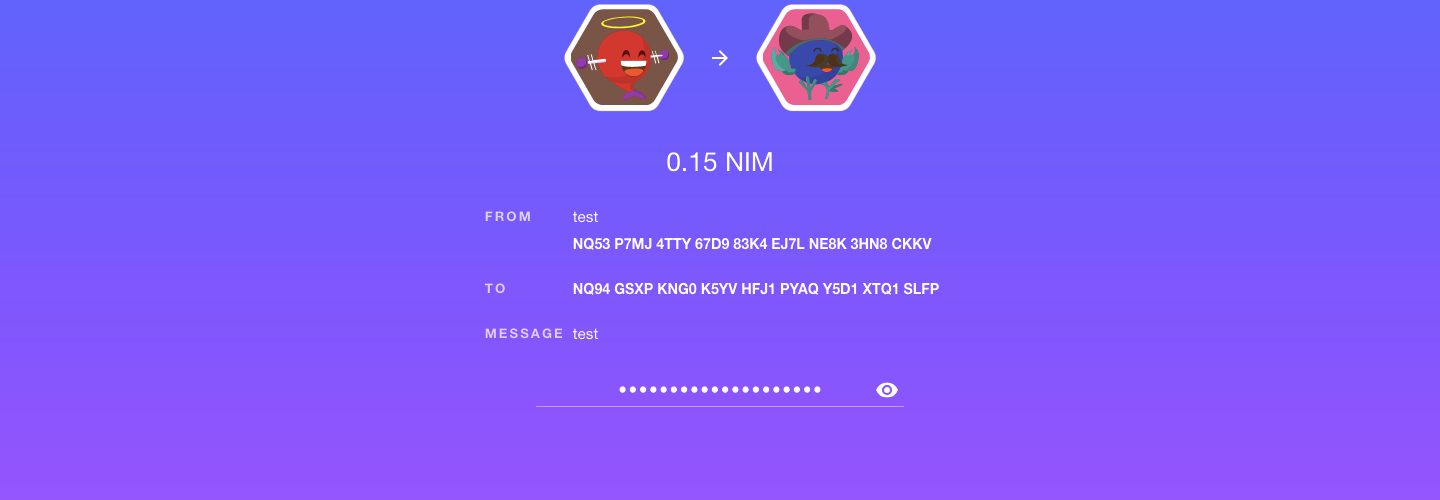 0.15 NIM
FROM test
NQ53 P7MJ 4TTY 67D9 83K4 EJ7L NE8K 3HN8 CKKV
TO NQ94 GSXP KNG0 K5YV HFJ1 PYAQ Y5D1 XTQ1 SLFP
MESSAGE test